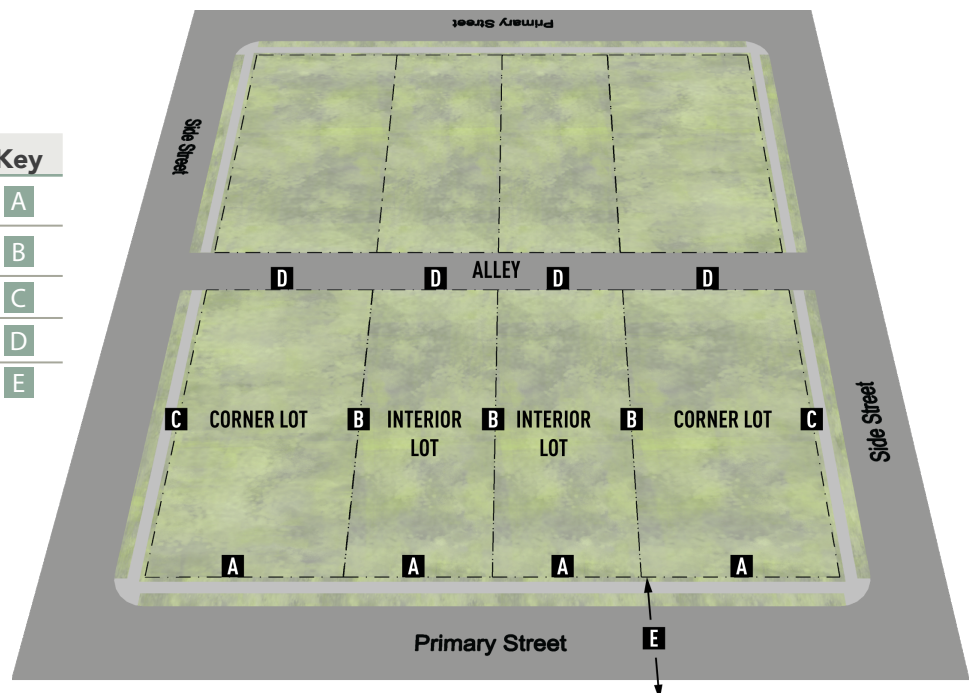 Primary Street
Side Street
Key
A
B
C
D
E
ALLEY
D
D
D
D
C
CORNER LOT
B
INTERIOR
LOT
B
INTERIOR
LOT
B
CORNER LOT
C
Side Street
A
A
A
A
Primary Street
E